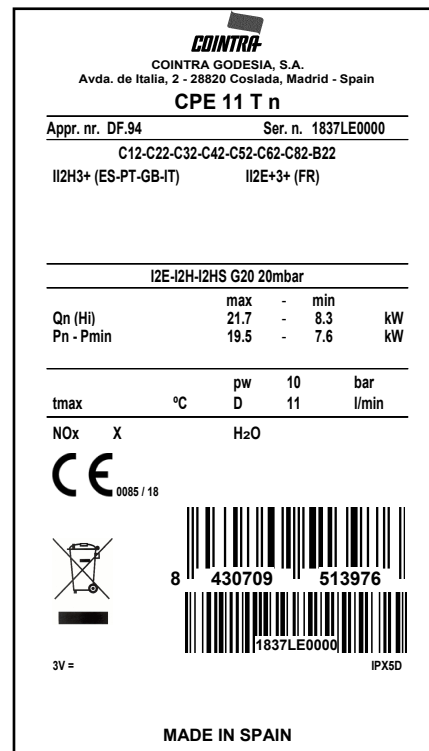 COINTRA
COINTRA GODESIA, S.A.
Avda. de Italia, 2 - 28820 Coslada, Madrid - Spain
CPE 11 T n
Appr. nr. DF.94 Ser. n. 1837LE0000
C12-C22-C32-C42-C52-C62-C82-B22
II2H3+ (ES-PT-GB-IT) II2E+3+ (FR)
I2E-I2H-I2HS G20 20mbar
max - min
Qn (Hi) 21.7 - 8.3 kW
Pn - Pmin 19.5 - 7.6 kW
pw 10 bar
tmax ºC D 11 l/min
NOx X H2O
CE 0085 / 18
8 430709 513976
1837LE0000
3V = IPX5D
MADE IN SPAIN